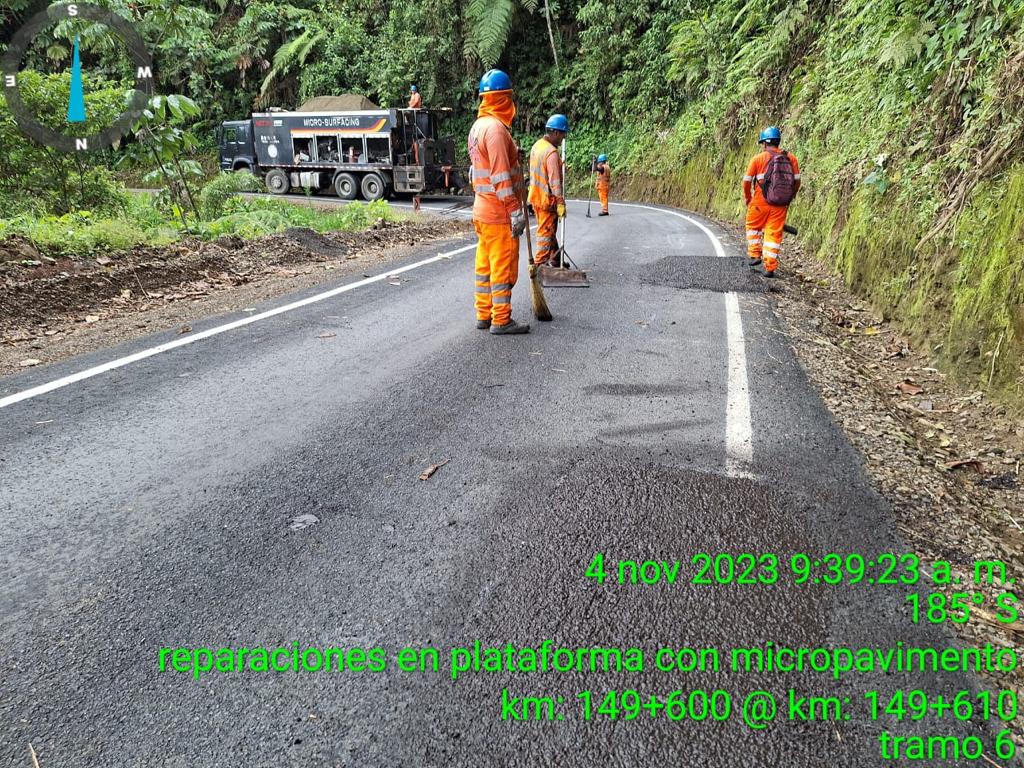 S
E
W
N
MICRO-SURFACING
4 nov 2023 9:39:23 a. m.
185° S
reparaciones en plataforma con micropavimento
km: 149+600 @ km: 149+610
tramo 6